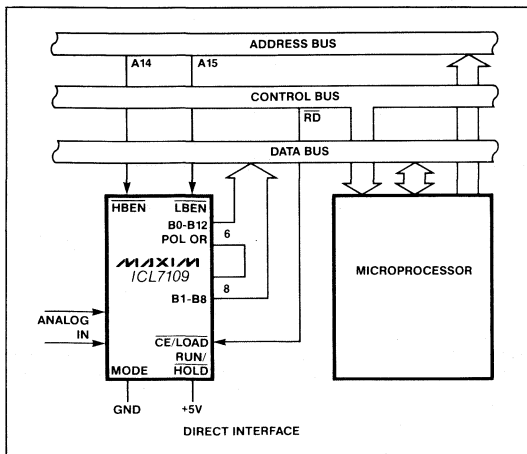 ADDRESS BUS
A14
A15
CONTROL BUS
RD
DATA BUS
HBEN
LBEN
B0-B12
POL OR
6
MAXIM
ICL7109
8
B1-B8
MICROPROCESSOR
ANALOG
IN
CE/LOAD
RUN/
HOLD
MODE
GND
+5V
DIRECT INTERFACE